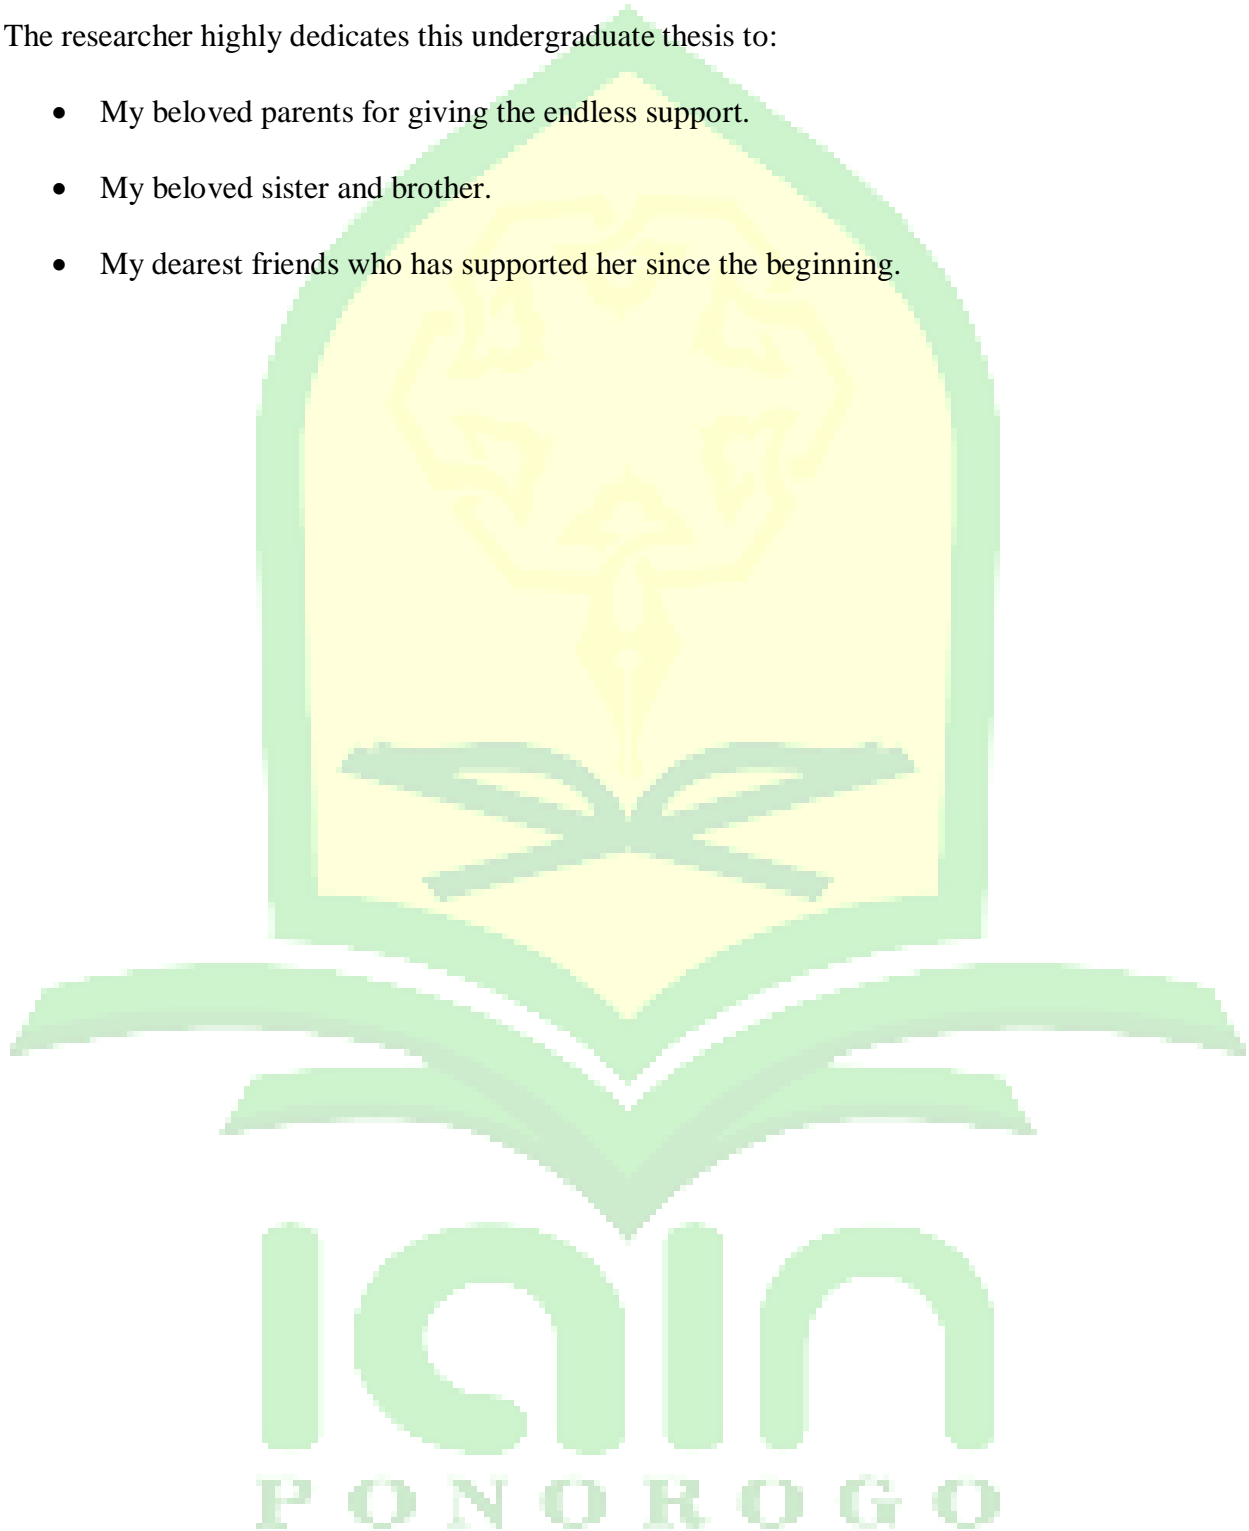 The researcher highly dedicates this undergraduate thesis to:
• My beloved parents for giving the endless support.
• My beloved sister and brother.
• My dearest friends who has supported her since the beginning.
iain
PONOROGO